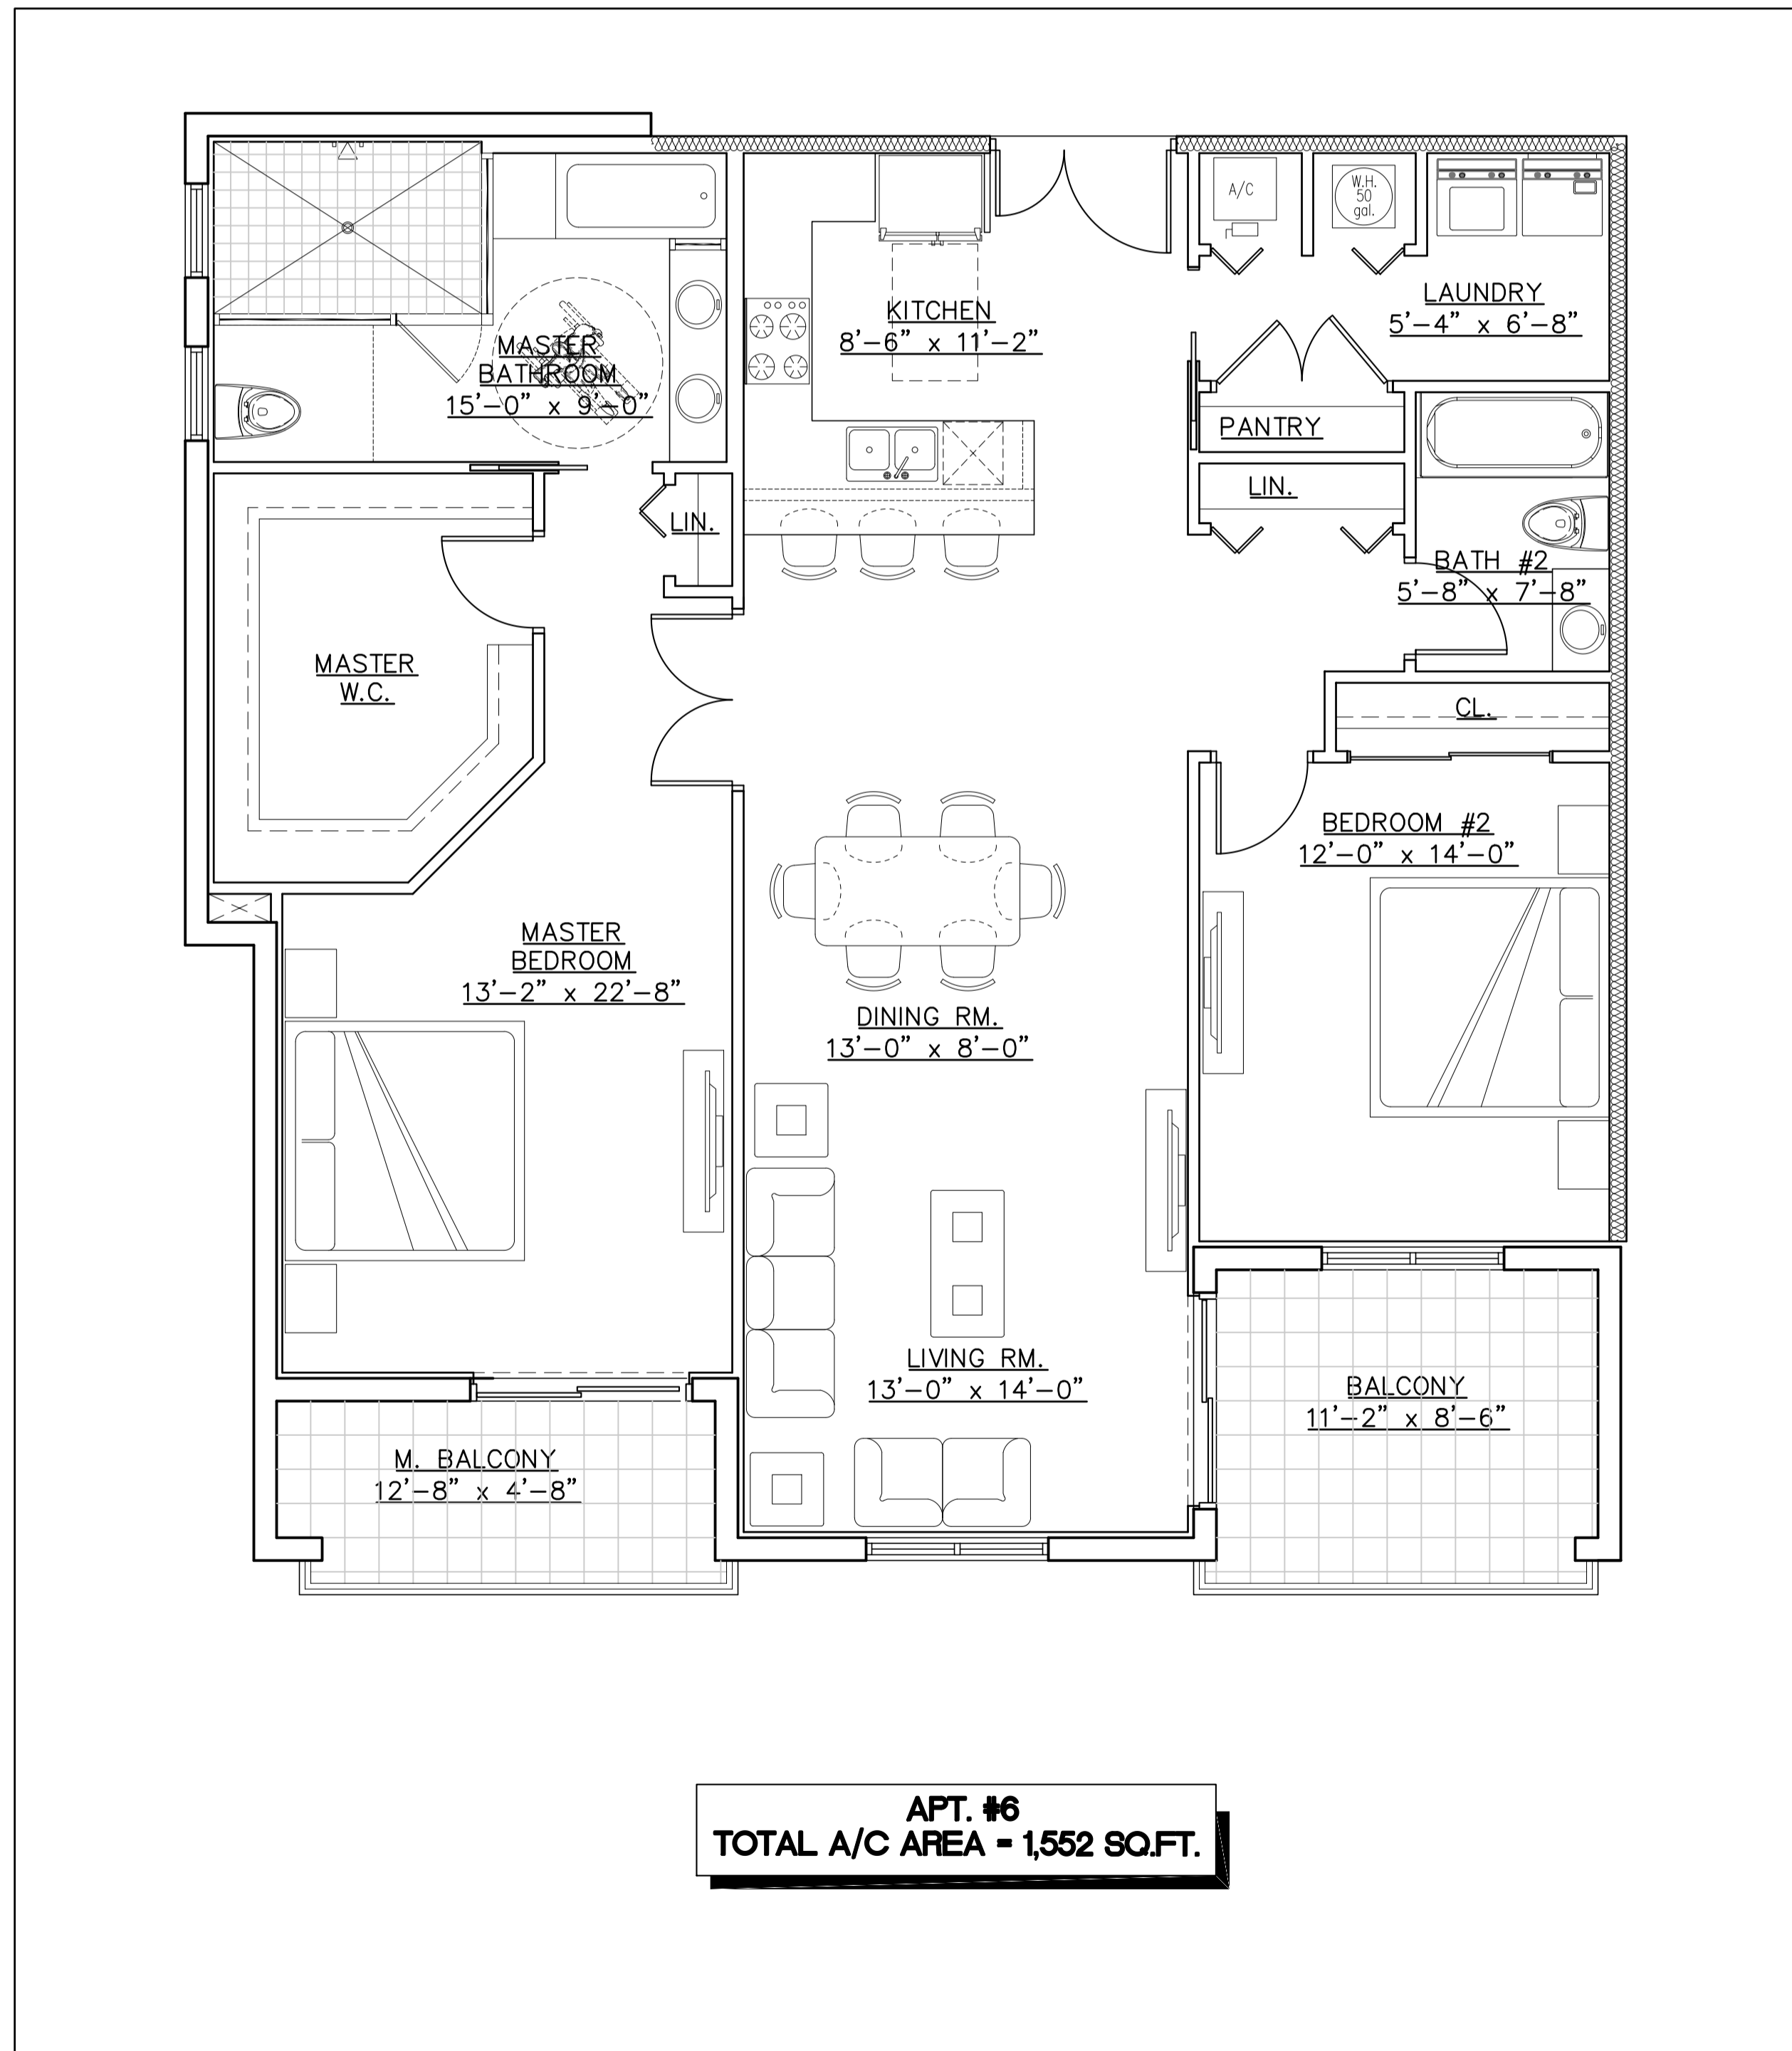 A/C
W.H.
50
gal.
LAUNDRY
5'-4" x 6'-8"
KITCHEN
8'-6" x 11'-2"
MASTER
BATHROOM
15'-0" x 9'-0"
PANTRY
LIN.
LIN.
BATH #2
5'-8" x 7'-8"
MASTER
W.C.
CL.
BEDROOM #2
12'-0" x 14'-0"
MASTER
BEDROOM
13'-2" x 22'-8"
DINING RM.
13'-0" x 8'-0"
LIVING RM.
13'-0" x 14'-0"
BALCONY
11'-2" x 8'-6"
M. BALCONY
12'-8" x 4'-8"
APT. #6
TOTAL A/C AREA = 1,552 SQ.FT.